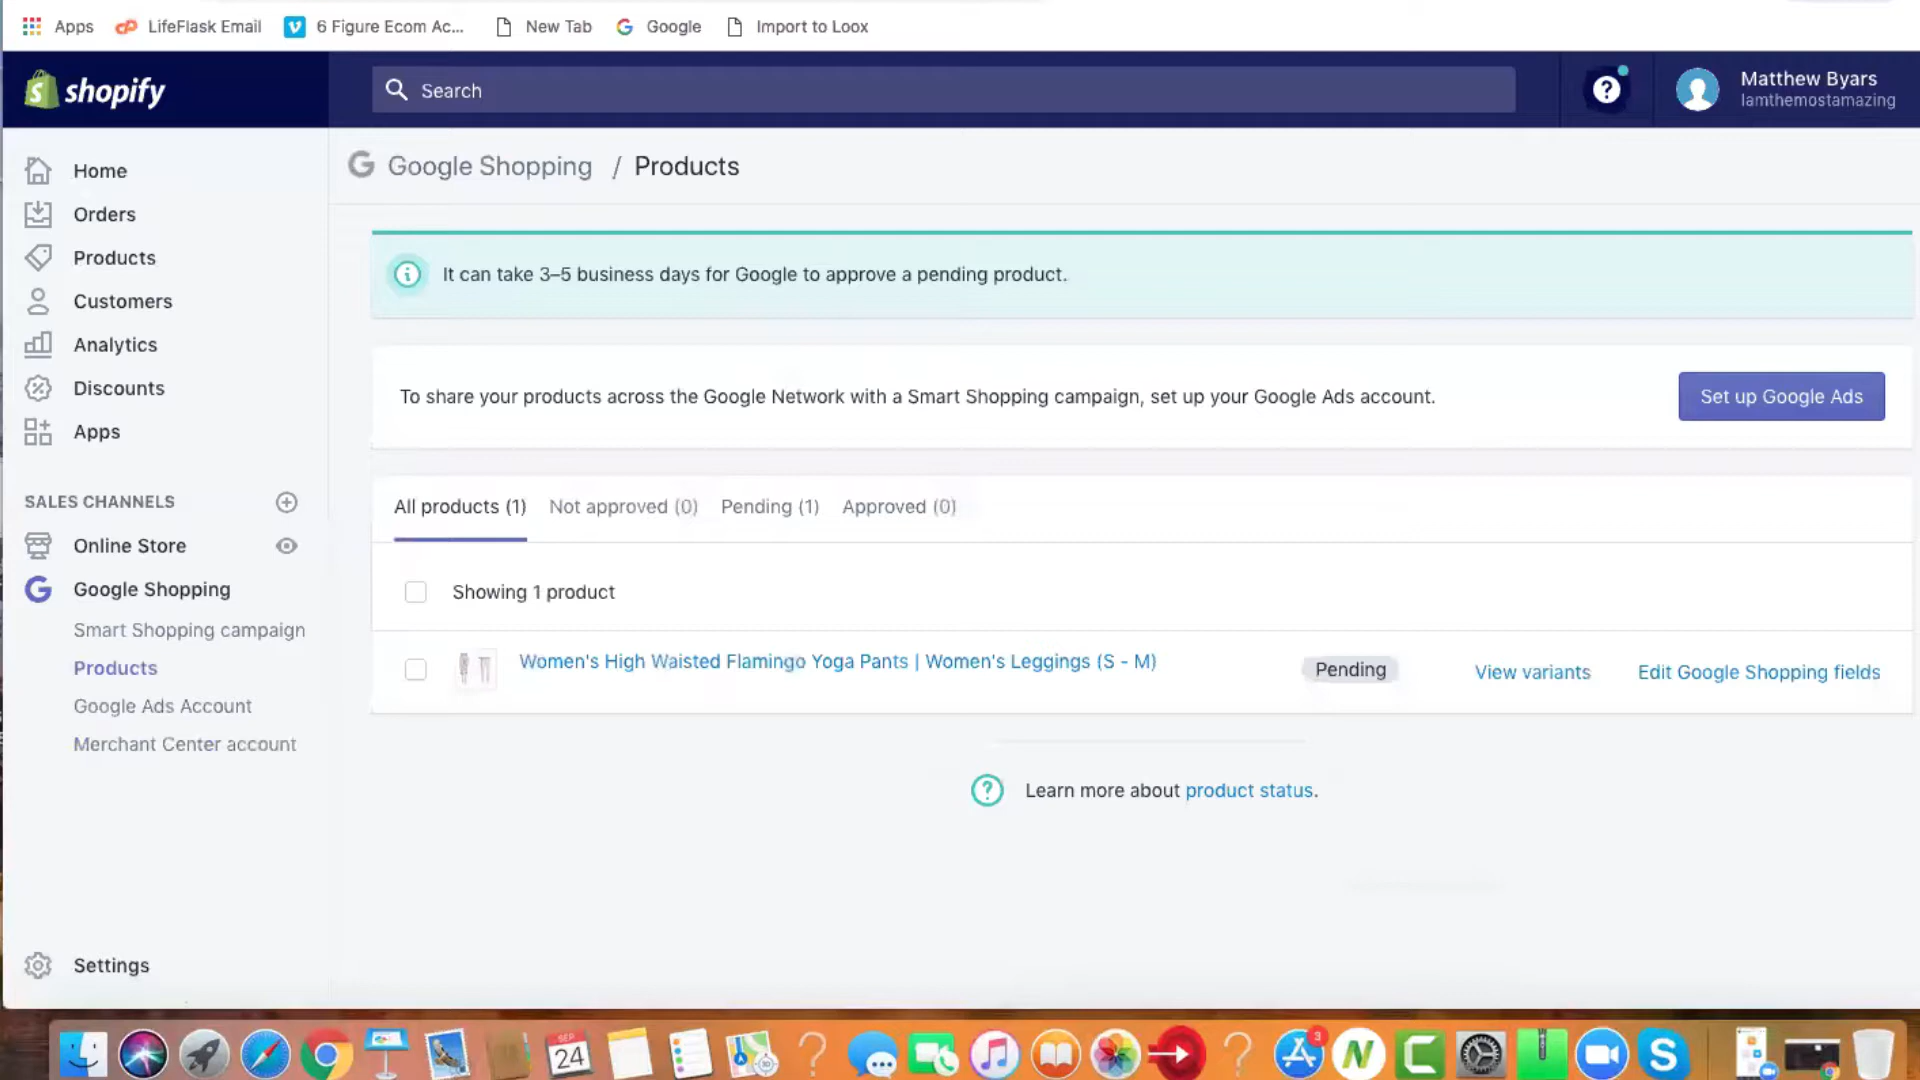 Apps LifeFlask Email 6 Figure Ecom Ac... New Tab Google Import to Loox
shopify Search ? Matthew Byars
Iamthemostamazing
Home
Orders
Products
Customers
Analytics
Discounts
Apps
SALES CHANNELS
Online Store
Google Shopping
Smart Shopping campaign
Products
Google Ads Account
Merchant Center account
Settings
Google Shopping / Products
It can take 3–5 business days for Google to approve a pending product.
To share your products across the Google Network with a Smart Shopping campaign, set up your Google Ads account. Set up Google Ads
All products (1) Not approved (0) Pending (1) Approved (0)
Showing 1 product
Women's High Waisted Flamingo Yoga Pants | Women's Leggings (S - M) Pending View variants Edit Google Shopping fields
? Learn more about product status.
SEP
24
3